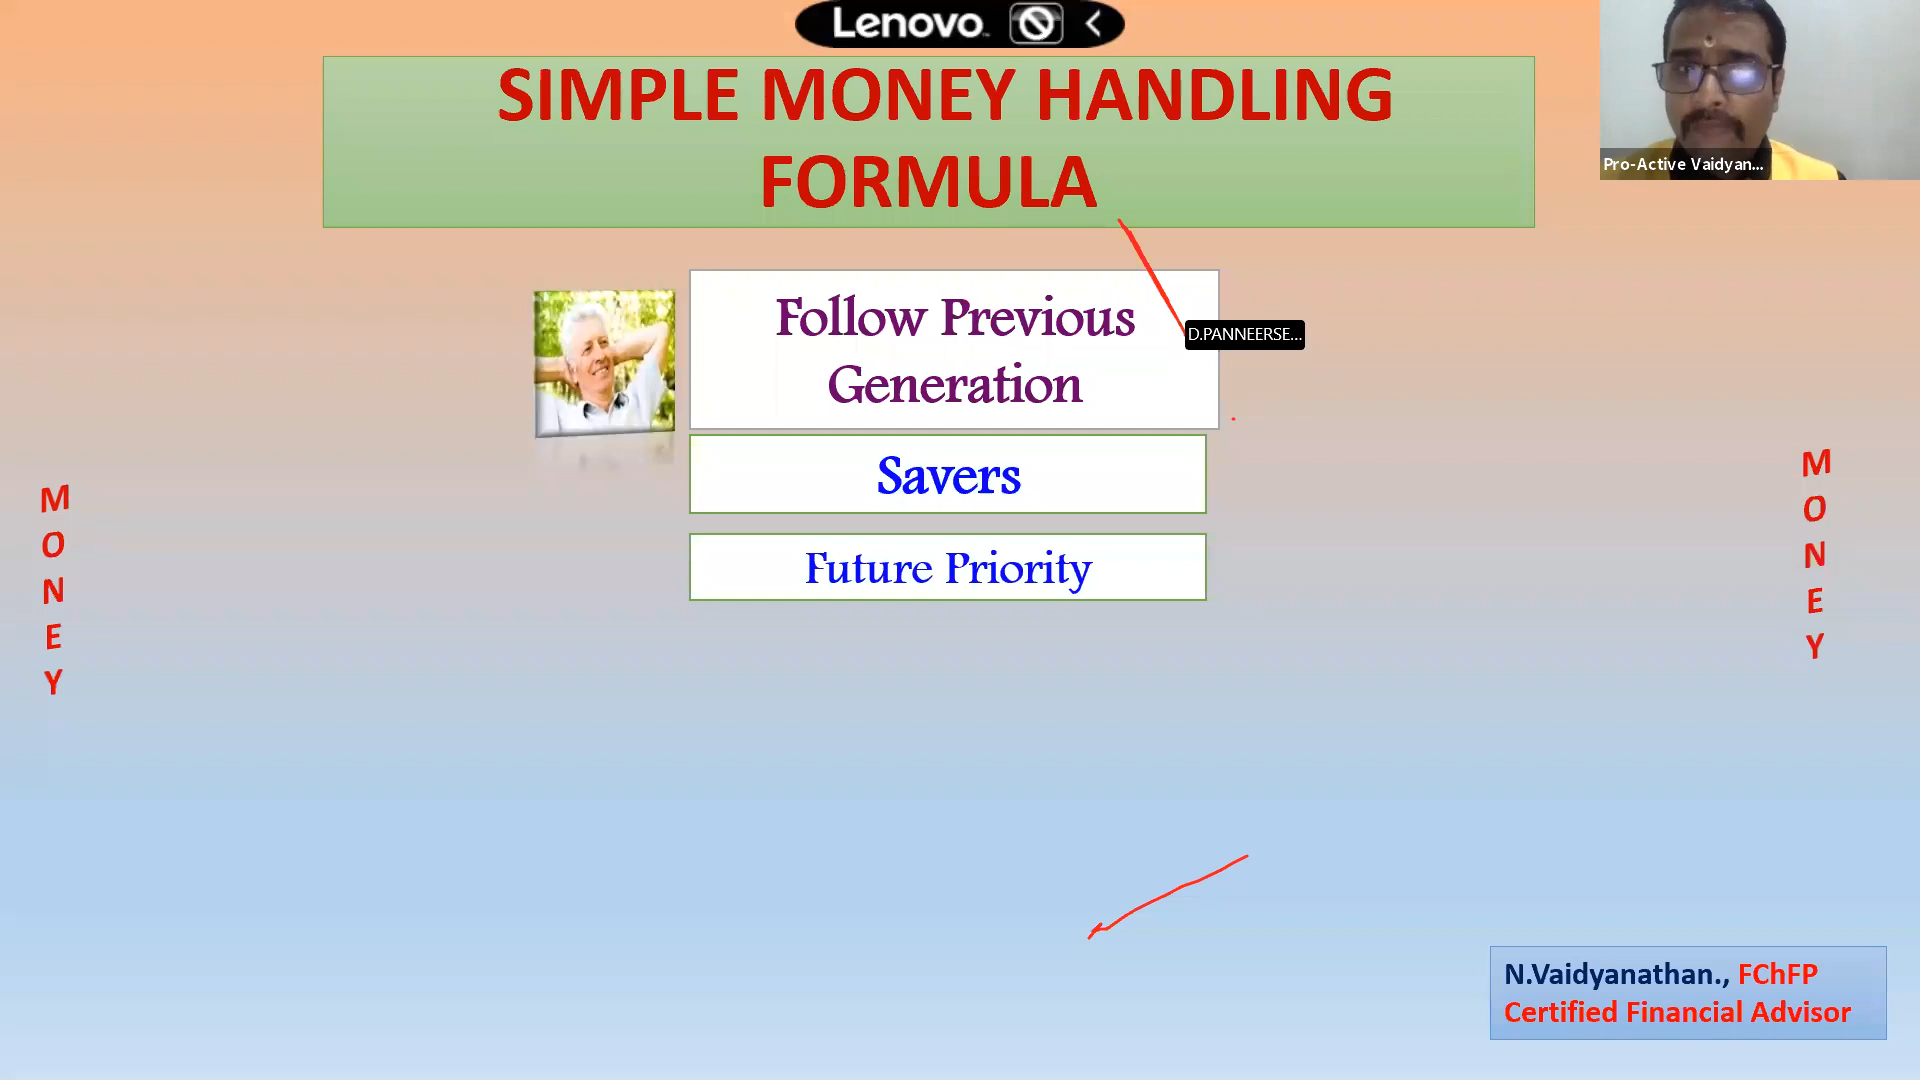 Lenovo
SIMPLE MONEY HANDLING
FORMULA
Pro-Active Vaidyan...
Follow Previous
Generation
D.PANNEERSE...
Savers
Future Priority
M
O
N
E
Y
M
O
N
E
Y
N.Vaidyanathan., FChFP
Certified Financial Advisor